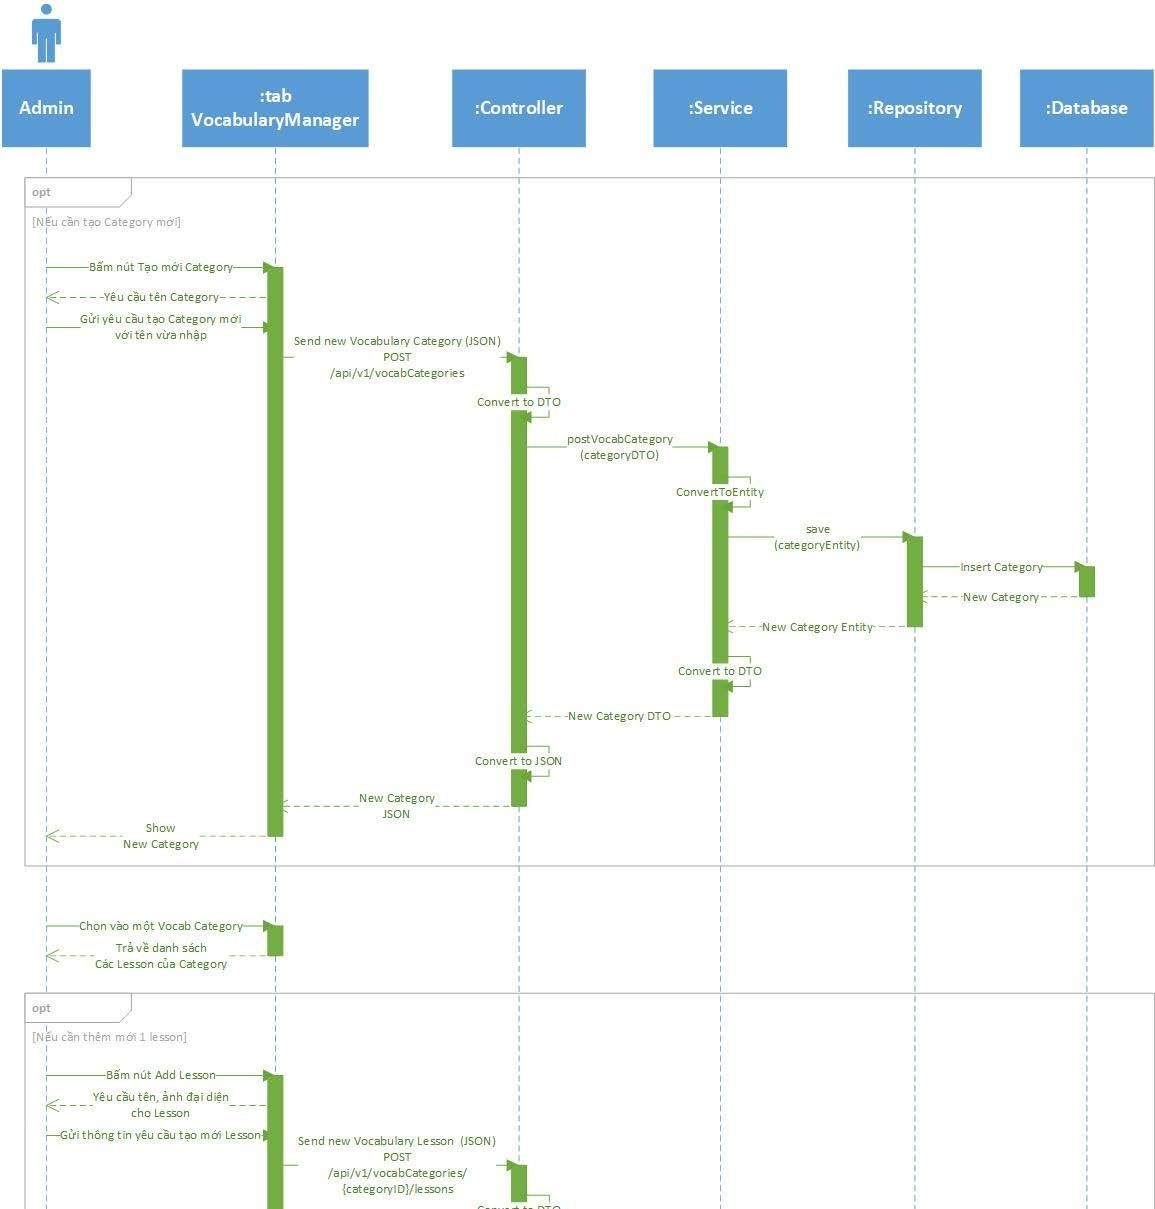 Admin
:tab
VocabularyManager
:Controller
:Service
:Repository
:Database
opt
[Nếu cần tạo Category mới]
Bấm nút Tạo mới Category
Yêu cầu tên Category
Gửi yêu cầu tạo Category mới
với tên vừa nhập
Send new Vocabulary Category (JSON)
POST
/api/v1/vocabCategories
Convert to DTO
postVocabCategory
(categoryDTO)
ConvertToEntity
save
(categoryEntity)
Insert Category
New Category
New Category Entity
Convert to DTO
New Category DTO
Convert to JSON
New Category
JSON
Show
New Category
Chọn vào một Vocab Category
Trả về danh sách
Các Lesson của Category
opt
[Nếu cần thêm mới 1 lesson]
Bấm nút Add Lesson
Yêu cầu tên, ảnh đại diện
cho Lesson
Gửi thông tin yêu cầu tạo mới Lesson
Send new Vocabulary Lesson (JSON)
POST
/api/v1/vocabCategories/
{categoryID}/lessons
Convert to DTO